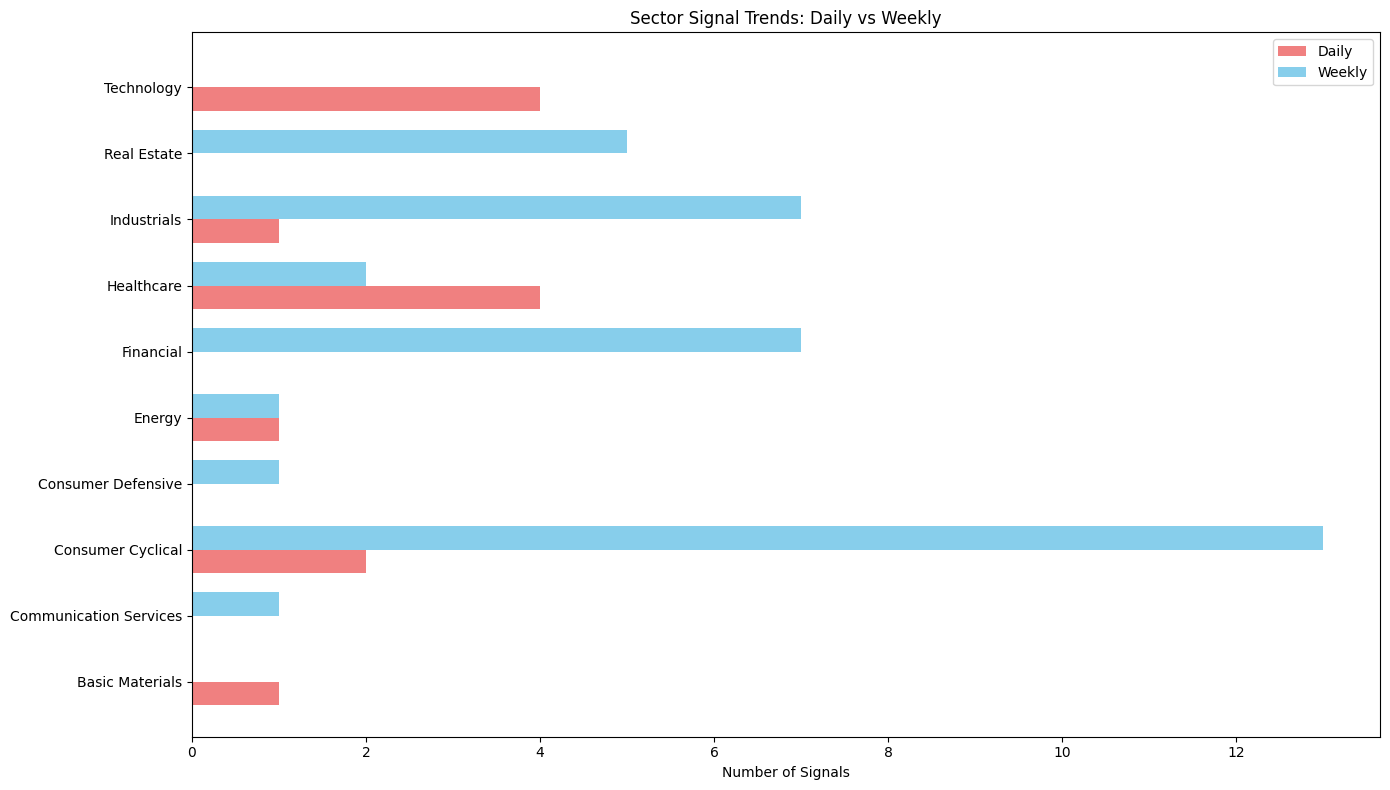 Sector Signal Trends: Daily vs Weekly
Daily
Weekly
Technology
Real Estate
Industrials
Healthcare
Financial
Energy
Consumer Defensive
Consumer Cyclical
Communication Services
Basic Materials
0 2 4 6 8 10 12
Number of Signals